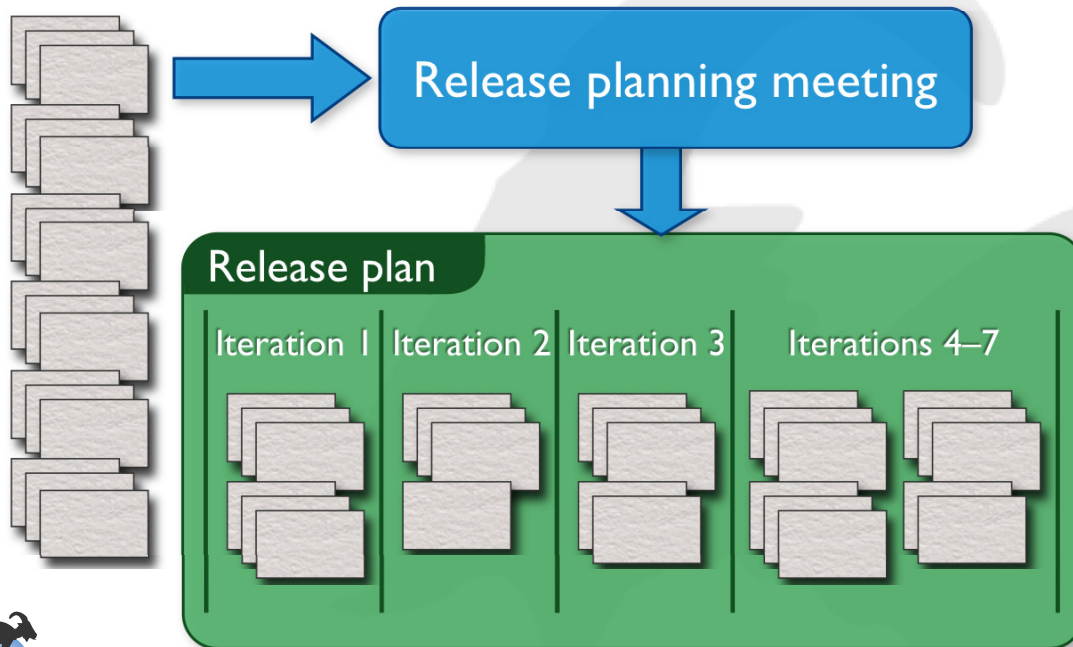 Release planning meeting
Release plan
Iteration 1
Iteration 2
Iteration 3
Iterations 4–7